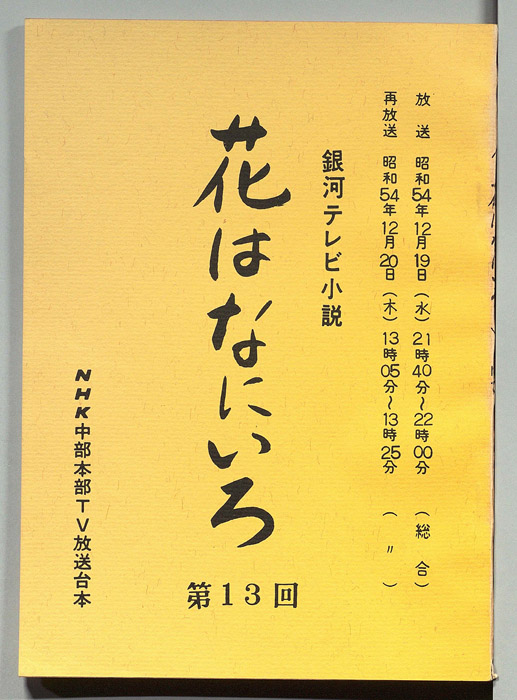 放送 昭和54年12月19日(水)21時40分~22時00分 (総合)
再放送 昭和54年12月20日(木)13時05分~13時25分 (〃)
銀河テレビ小説
花はなにいろ
第13回
NHK中部本部TV放送台本